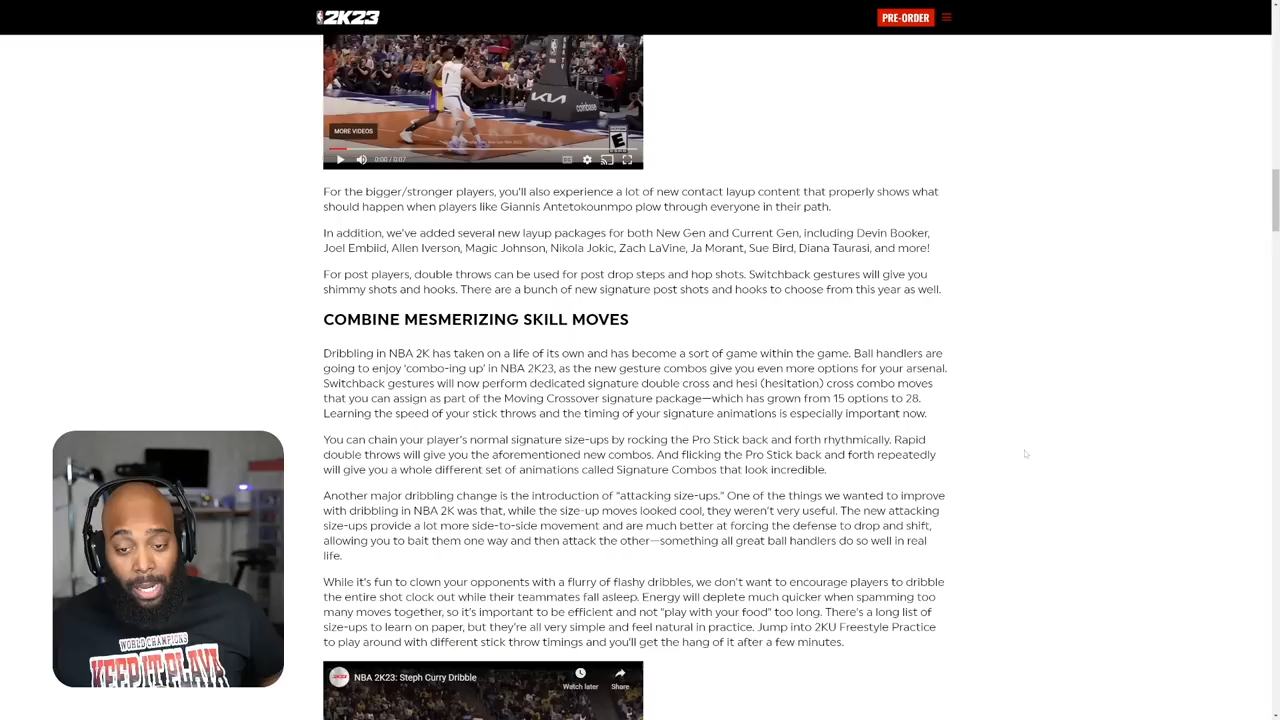 2K23
PRE-ORDER
KIA
coinbase
MORE VIDEOS
E
0:00 / 0:07
For the bigger/stronger players, you'll also experience a lot of new contact layup content that properly shows what
should happen when players like Giannis Antetokounmpo plow through everyone in their path.
In addition, we've added several new layup packages for both New Gen and Current Gen, including Devin Booker,
Joel Embiid, Allen Iverson, Magic Johnson, Nikola Jokic, Zach LaVine, Ja Morant, Sue Bird, Diana Taurasi, and more!
For post players, double throws can be used for post drop steps and hop shots. Switchback gestures will give you
shimmy shots and hooks. There are a bunch of new signature post shots and hooks to choose from this year as well.
COMBINE MESMERIZING SKILL MOVES
Dribbling in NBA 2K has taken on a life of its own and has become a sort of game within the game. Ball handlers are
going to enjoy 'combo-ing up' in NBA 2K23, as the new gesture combos give you even more options for your arsenal.
Switchback gestures will now perform dedicated signature double cross and hesi (hesitation) cross combo moves
that you can assign as part of the Moving Crossover signature package—which has grown from 15 options to 28.
Learning the speed of your stick throws and the timing of your signature animations is especially important now.
You can chain your player's normal signature size-ups by rocking the Pro Stick back and forth rhythmically. Rapid
double throws will give you the aforementioned new combos. And flicking the Pro Stick back and forth repeatedly
will give you a whole different set of animations called Signature Combos that look incredible.
Another major dribbling change is the introduction of "attacking size-ups." One of the things we wanted to improve
with dribbling in NBA 2K was that, while the size-up moves looked cool, they weren't very useful. The new attacking
size-ups provide a lot more side-to-side movement and are much better at forcing the defense to drop and shift,
allowing you to bait them one way and then attack the other—something all great ball handlers do so well in real
life.
While it's fun to clown your opponents with a flurry of flashy dribbles, we don't want to encourage players to dribble
the entire shot clock out while their teammates fall asleep. Energy will deplete much quicker when spamming too
many moves together, so it's important to be efficient and not "play with your food" too long. There's a long list of
size-ups to learn on paper, but they're all very simple and feel natural in practice. Jump into 2KU Freestyle Practice
to play around with different stick throw timings and you'll get the hang of it after a few minutes.
WORLD CHAMPIONS
KEEP IT PLAYA
NBA 2K23: Steph Curry Dribble
Watch later
Share